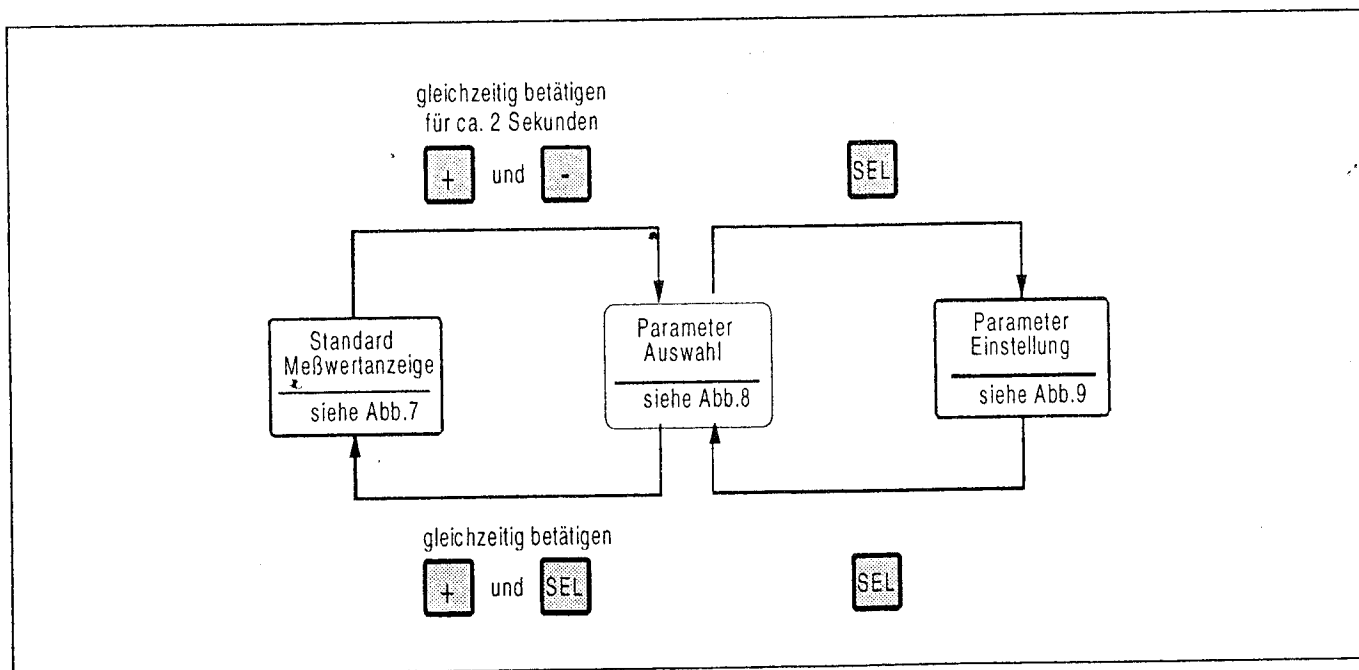 gleichzeitig betätigen
für ca. 2 Sekunden
+ und -
SEL
Standard
Meßwertanzeige
siehe Abb.7
Parameter
Auswahl
siehe Abb.8
Parameter
Einstellung
siehe Abb.9
gleichzeitig betätigen
+ und SEL
SEL